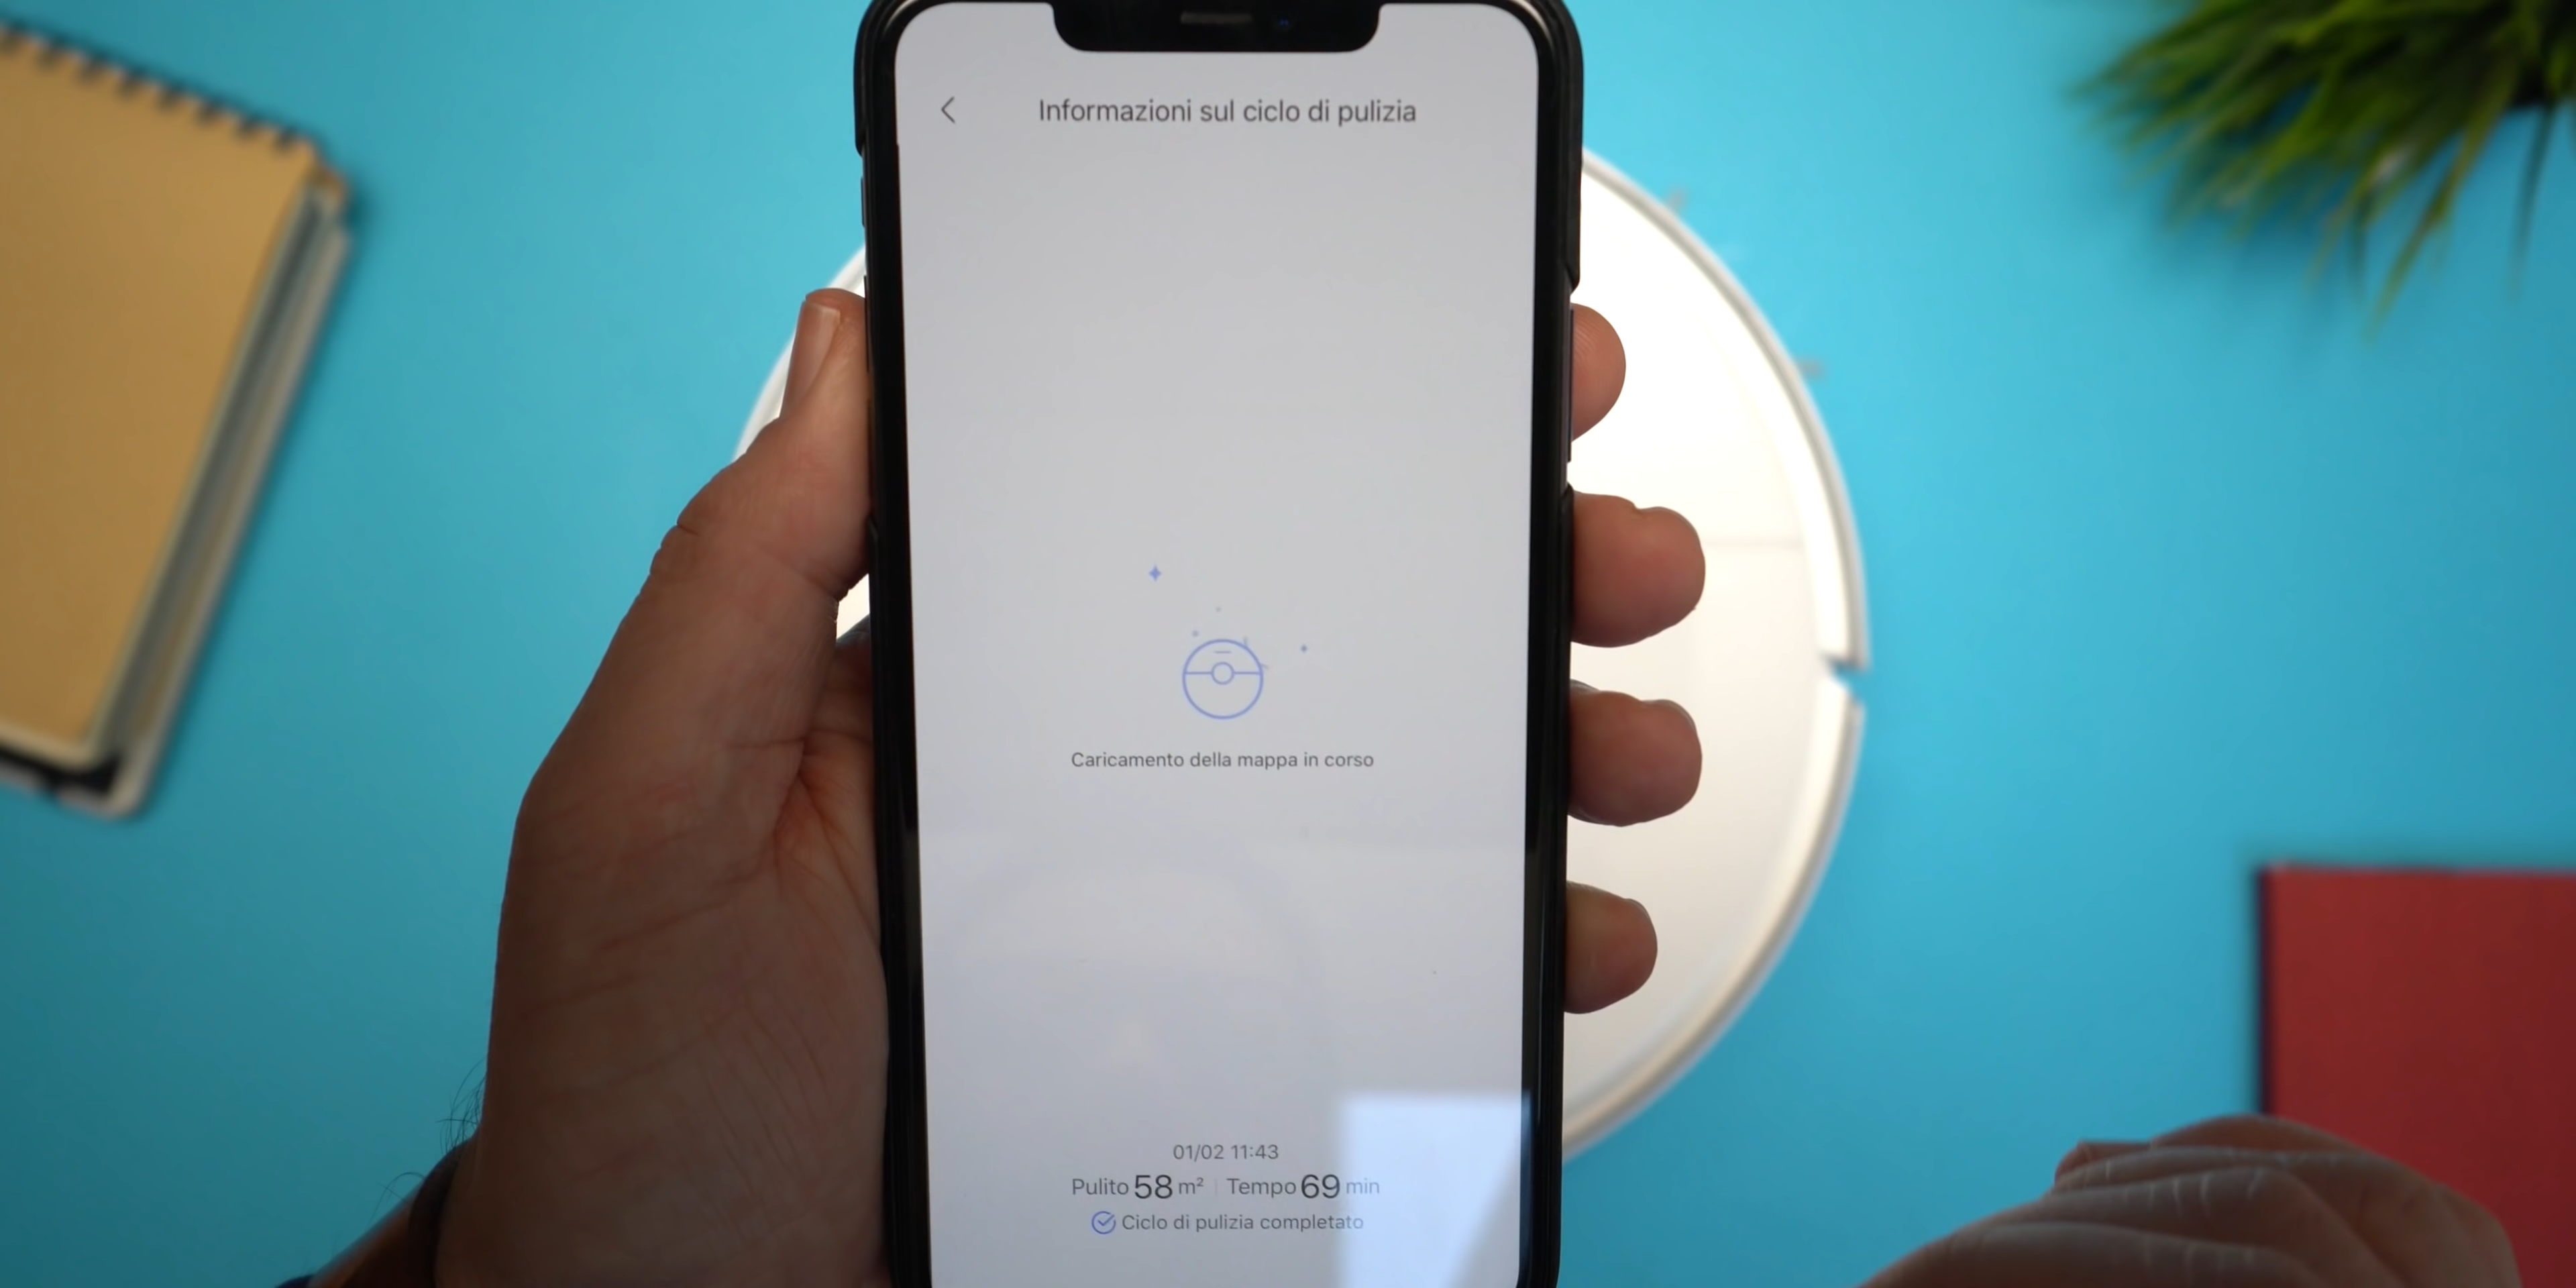 Informazioni sul ciclo di pulizia
Caricamento della mappa in corso
01/02 11:43
Pulito 58 m² | Tempo 69 min
Ciclo di pulizia completato